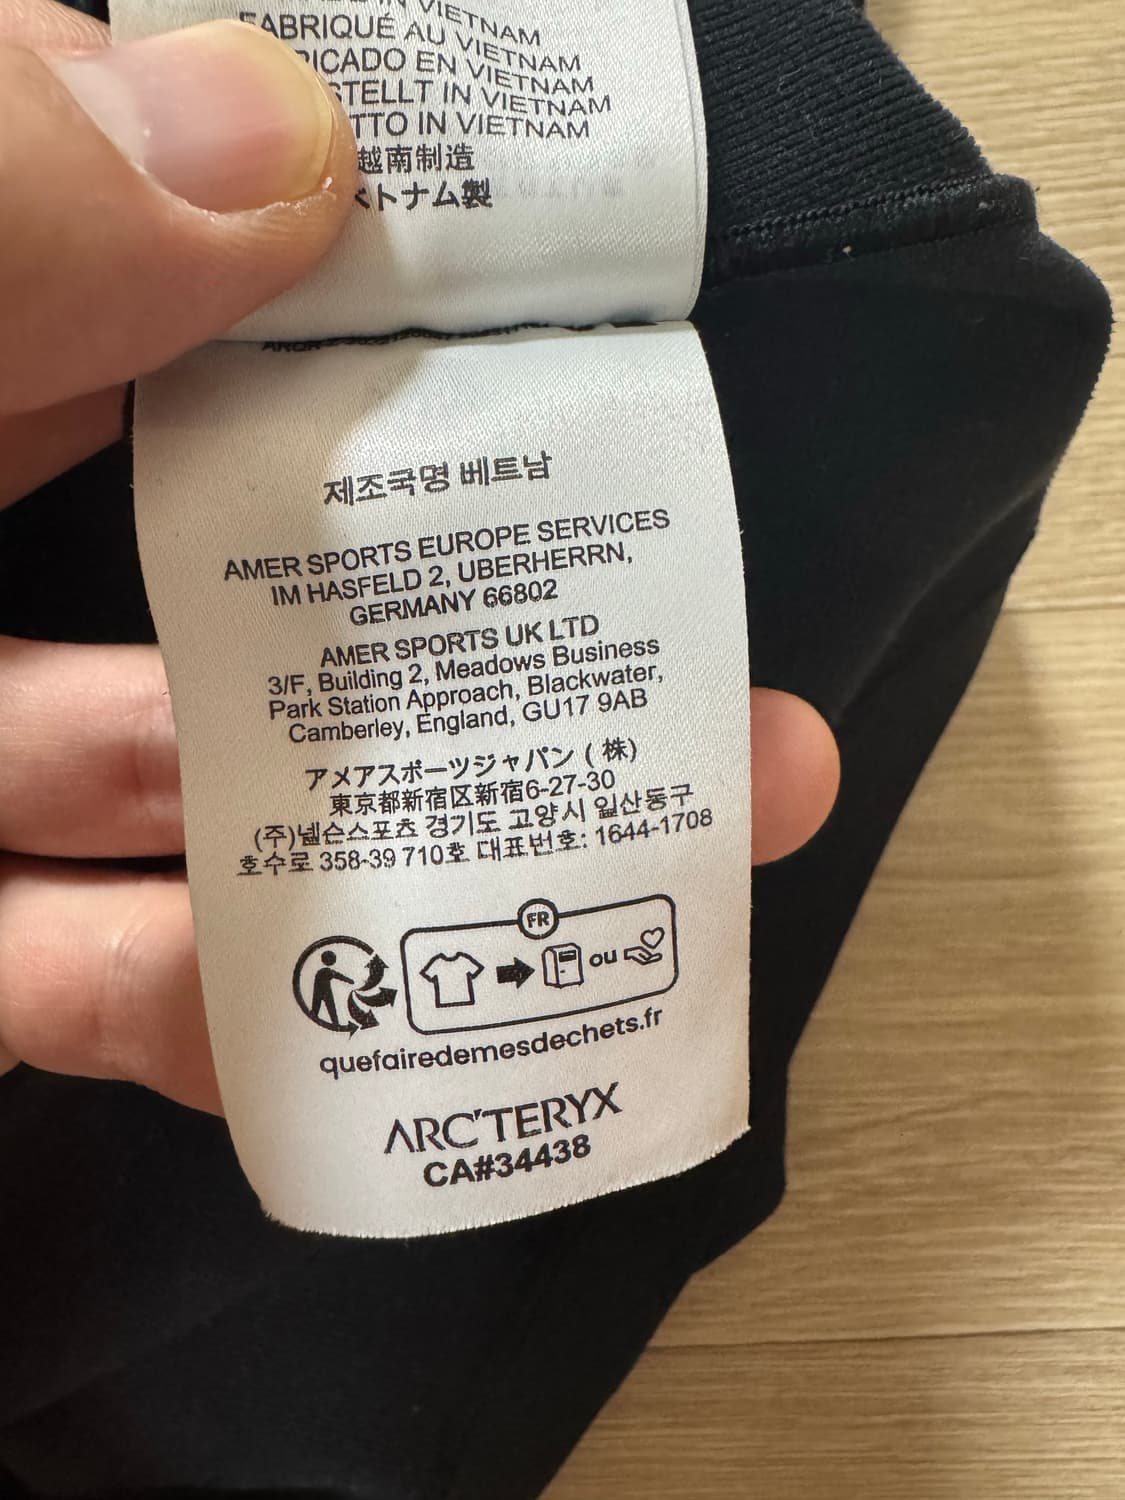 IN VIETNAM
FABRIQUÉ AU VIETNAM
RICADO EN VIETNAM
STELLT IN VIETNAM
TTO IN VIETNAM
越南制造
ベトナム製
제조국명 베트남
AMER SPORTS EUROPE SERVICES
IM HASFELD 2, UBERHERRN,
GERMANY 66802
AMER SPORTS UK LTD
3/F, Building 2, Meadows Business
Park Station Approach, Blackwater,
Camberley, England, GU17 9AB
アメアスポーツジャパン (株)
東京都新宿区新宿6-27-30
(주)넬슨스포츠 경기도 고양시 일산동구
호수로 358-39 710호 대표번호: 1644-1708
FR
ou
quefairedemesdechets.fr
ARC'TERYX
CA#34438